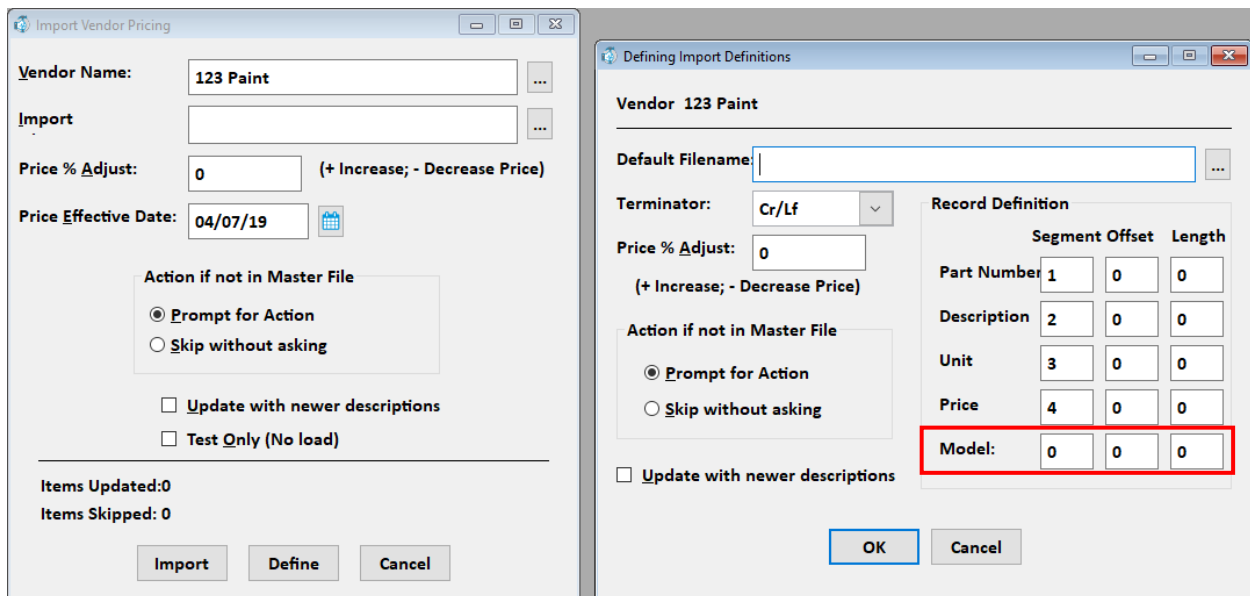 Import Vendor Pricing
Vendor Name:
123 Paint
...
Import
...
Price % Adjust:
0
(+ Increase; - Decrease Price)
Price Effective Date:
04/07/19
Action if not in Master File
Prompt for Action
Skip without asking
Update with newer descriptions
Test Only (No load)
Items Updated:0
Items Skipped: 0
Import Define Cancel
Defining Import Definitions
Vendor 123 Paint
Default Filename:
...
Terminator:
Cr/Lf
Price % Adjust:
0
(+ Increase; - Decrease Price)
Action if not in Master File
Prompt for Action
Skip without asking
Update with newer descriptions
Record Definition
Segment Offset Length
Part Number 1 0 0
Description 2 0 0
Unit 3 0 0
Price 4 0 0
Model: 0 0 0
OK Cancel